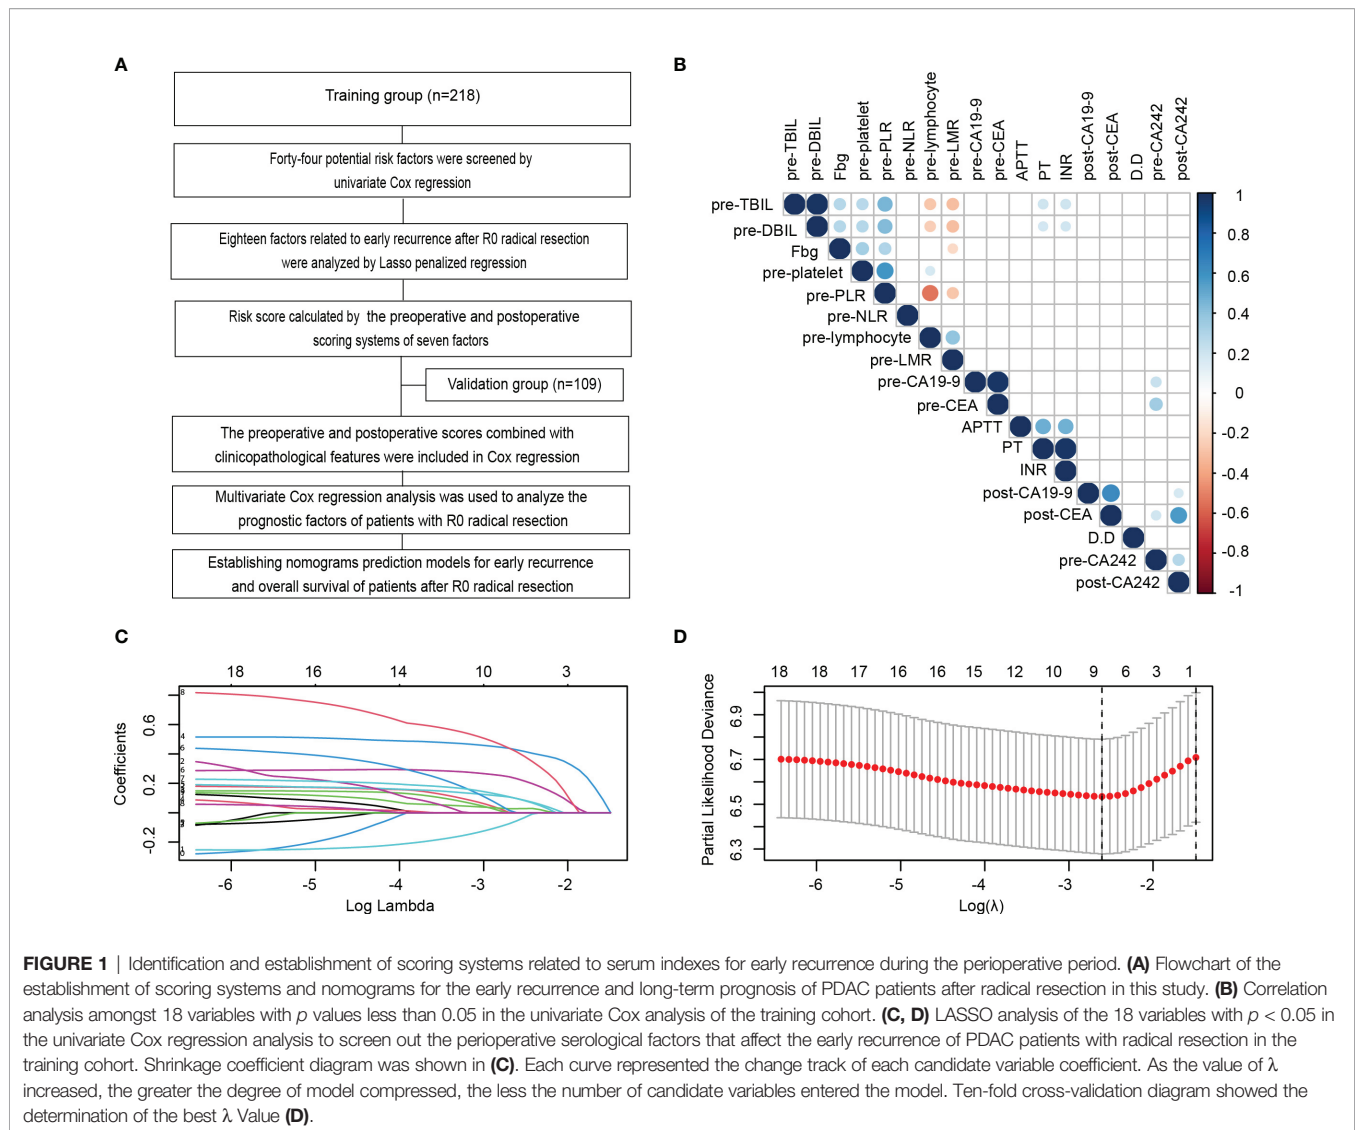 A
Training group (n=218)
Forty-four potential risk factors were screened by
univariate Cox regression
Eighteen factors related to early recurrence after R0 radical resection
were analyzed by Lasso penalized regression
Risk score calculated by the preoperative and postoperative
scoring systems of seven factors
Validation group (n=109)
The preoperative and postoperative scores combined with
clinicopathological features were included in Cox regression
Multivariate Cox regression analysis was used to analyze the
prognostic factors of patients with R0 radical resection
Establishing nomograms prediction models for early recurrence
and overall survival of patients after R0 radical resection
B
pre-TBIL
pre-DBIL
Fbg
pre-platelet
pre-PLR
pre-NLR
pre-lymphocyte
pre-LMR
pre-CA19-9
pre-CEA
APTT
PT
INR
post-CA19-9
post-CEA
D.D
pre-CA242
post-CA242
pre-TBIL
pre-DBIL
Fbg
pre-platelet
pre-PLR
pre-NLR
pre-lymphocyte
pre-LMR
pre-CA19-9
pre-CEA
APTT
PT
INR
post-CA19-9
post-CEA
D.D
pre-CA242
post-CA242
1
0.8
0.6
0.4
0.2
0
-0.2
-0.4
-0.6
-0.8
-1
C
18 16 14 10 3
Coefficients
0.6
0.2
-0.2
8
4
6
2
6
7
1
0
-6 -5 -4 -3 -2
Log Lambda
D
18 18 17 16 16 15 12 10 9 6 3 1
Partial Likelihood Deviance
6.9
6.7
6.5
6.3
-6 -5 -4 -3 -2
Log(λ)
FIGURE 1 | Identification and establishment of scoring systems related to serum indexes for early recurrence during the perioperative period. (A) Flowchart of the
establishment of scoring systems and nomograms for the early recurrence and long-term prognosis of PDAC patients after radical resection in this study. (B) Correlation
analysis amongst 18 variables with p values less than 0.05 in the univariate Cox analysis of the training cohort. (C, D) LASSO analysis of the 18 variables with p < 0.05 in
the univariate Cox regression analysis to screen out the perioperative serological factors that affect the early recurrence of PDAC patients with radical resection in the
training cohort. Shrinkage coefficient diagram was shown in (C). Each curve represented the change track of each candidate variable coefficient. As the value of λ
increased, the greater the degree of model compressed, the less the number of candidate variables entered the model. Ten-fold cross-validation diagram showed the
determination of the best λ Value (D).